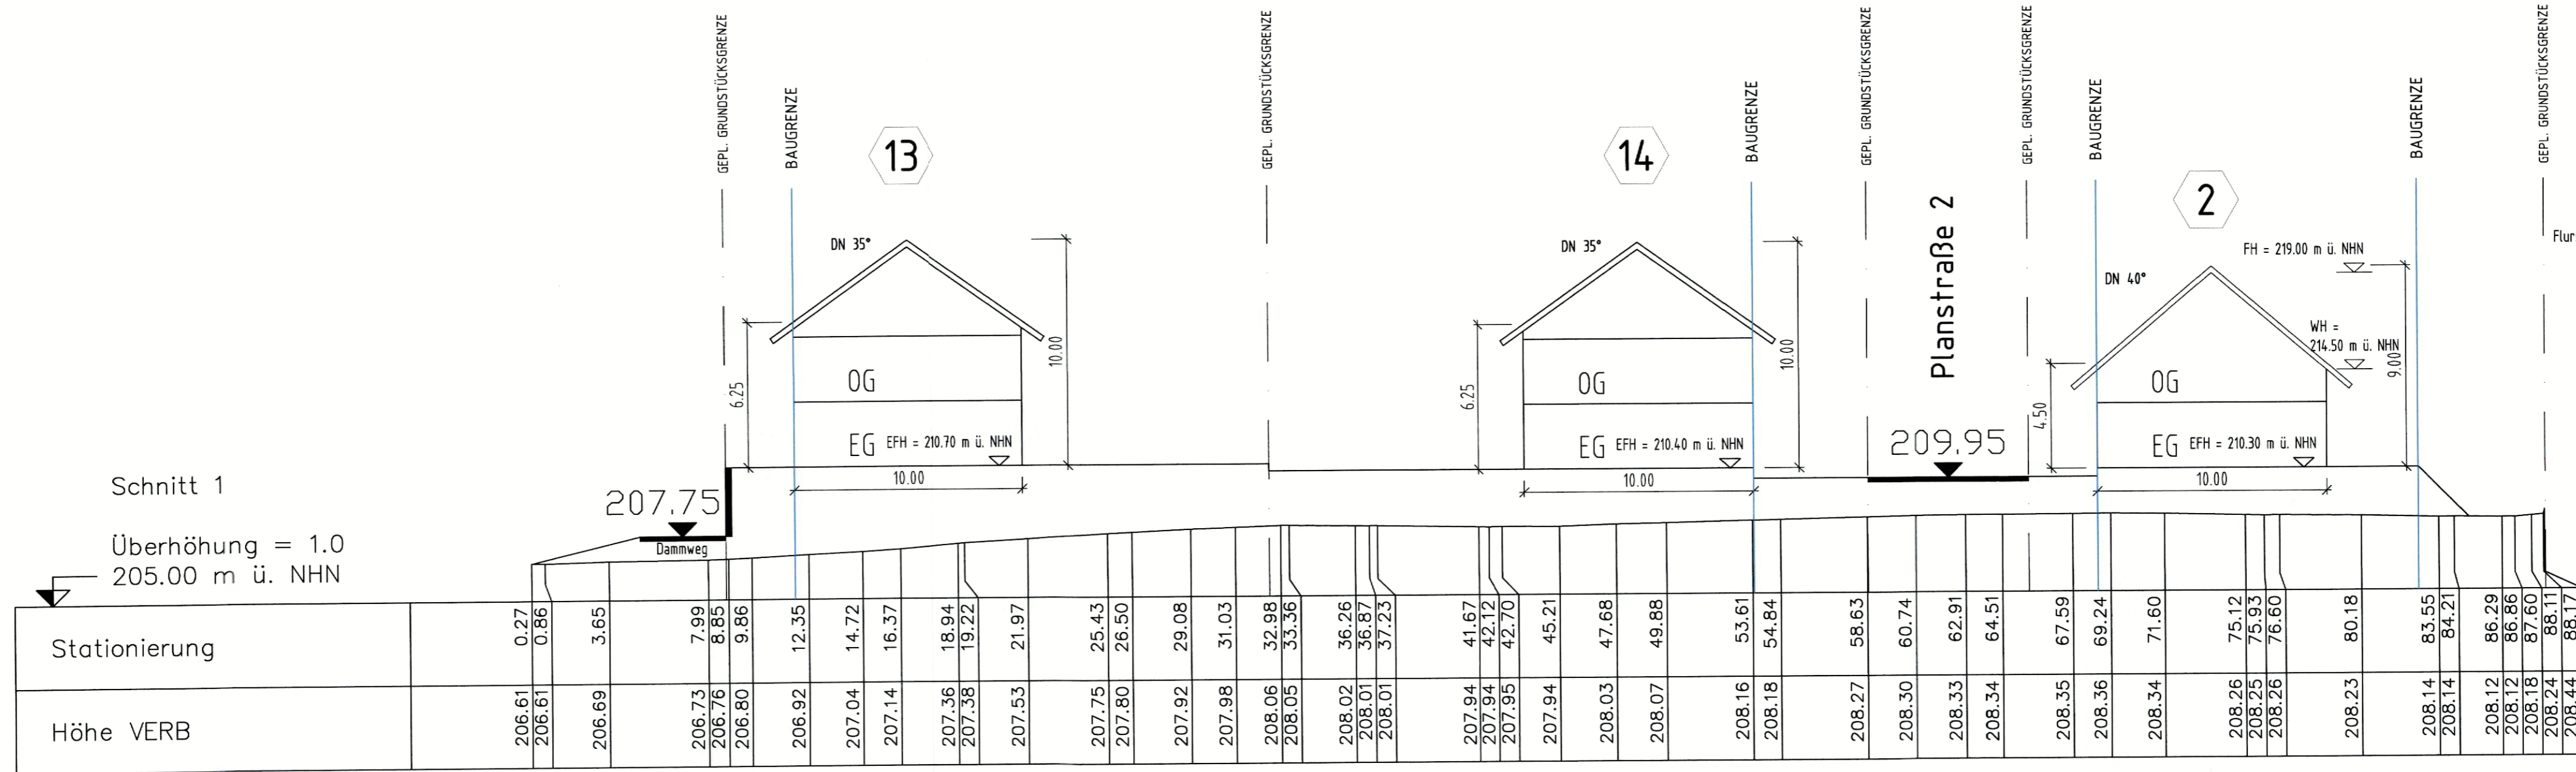 GEPL. GRUNDSTÜCKSGRENZE
BAUGRENZE
GEPL. GRUNDSTÜCKSGRENZE
BAUGRENZE
GEPL. GRUNDSTÜCKSGRENZE
GEPL. GRUNDSTÜCKSGRENZE
BAUGRENZE
BAUGRENZE
GEPL. GRUNDSTÜCKSGRENZE
13
14
2
DN 35°
10.00
6.25
OG
EG EFH = 210.70 m ü. NHN
10.00
DN 35°
10.00
6.25
OG
EG EFH = 210.40 m ü. NHN
10.00
Planstraße 2
209.95
DN 40°
FH = 219.00 m ü. NHN
WH =
214.50 m ü. NHN
9.00
4.50
OG
EG EFH = 210.30 m ü. NHN
10.00
Flur
207.75
Dammweg
Schnitt 1
Überhöhung = 1.0
205.00 m ü. NHN
Stationierung 0.27 0.86 3.65 7.99 8.85 9.86 12.35 14.72 16.37 18.94 19.22 21.97 25.43 26.50 29.08 31.03 32.98 33.36 36.26 36.87 37.23 41.67 42.12 42.70 45.21 47.68 49.88 53.61 54.84 58.63 60.74 62.91 64.51 67.59 69.24 71.60 75.12 75.93 76.60 80.18 83.55 84.21 86.29 86.86 87.60 88.11 88.17
Höhe VERB 206.61 206.61 206.69 206.73 206.76 206.80 206.92 207.04 207.14 207.36 207.38 207.53 207.75 207.80 207.92 207.98 208.06 208.05 208.02 208.01 208.01 207.94 207.94 207.95 207.94 208.03 208.07 208.16 208.18 208.27 208.30 208.33 208.34 208.35 208.36 208.34 208.26 208.25 208.26 208.23 208.14 208.14 208.12 208.12 208.18 208.24 208.44